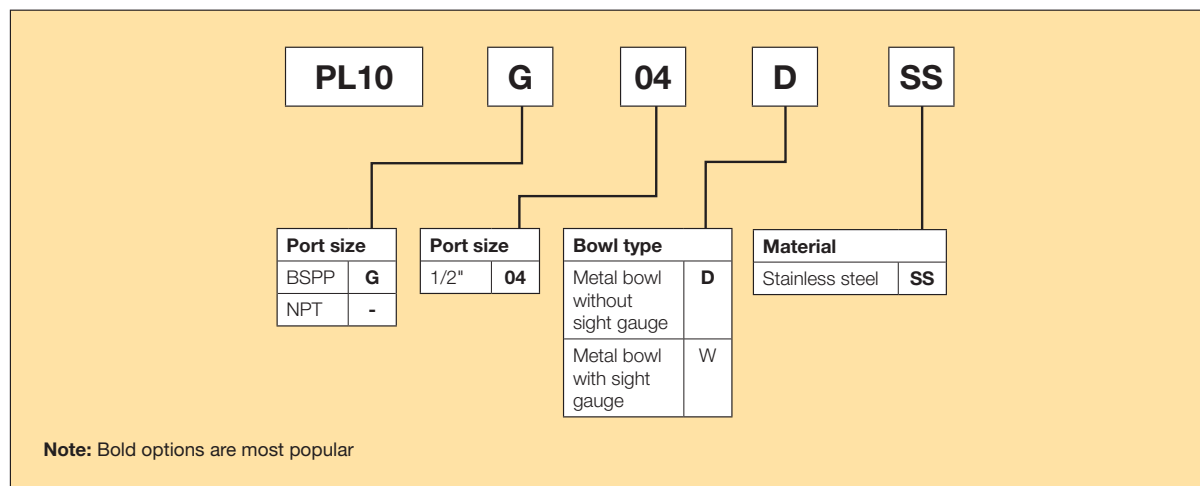 PL10 G 04 D SS
Port size
BSPP G
NPT -
Port size
1/2" 04
Bowl type
Metal bowl D
without
sight gauge
Metal bowl W
with sight
gauge
Material
Stainless steel SS
Note: Bold options are most popular